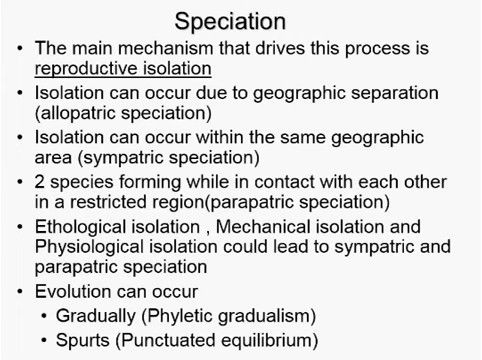 Speciation
• The main mechanism that drives this process is
reproductive isolation
• Isolation can occur due to geographic separation
(allopatric speciation)
• Isolation can occur within the same geographic
area (sympatric speciation)
• 2 species forming while in contact with each other
in a restricted region(parapatric speciation)
• Ethological isolation , Mechanical isolation and
Physiological isolation could lead to sympatric and
parapatric speciation
• Evolution can occur
• Gradually (Phyletic gradualism)
• Spurts (Punctuated equilibrium)